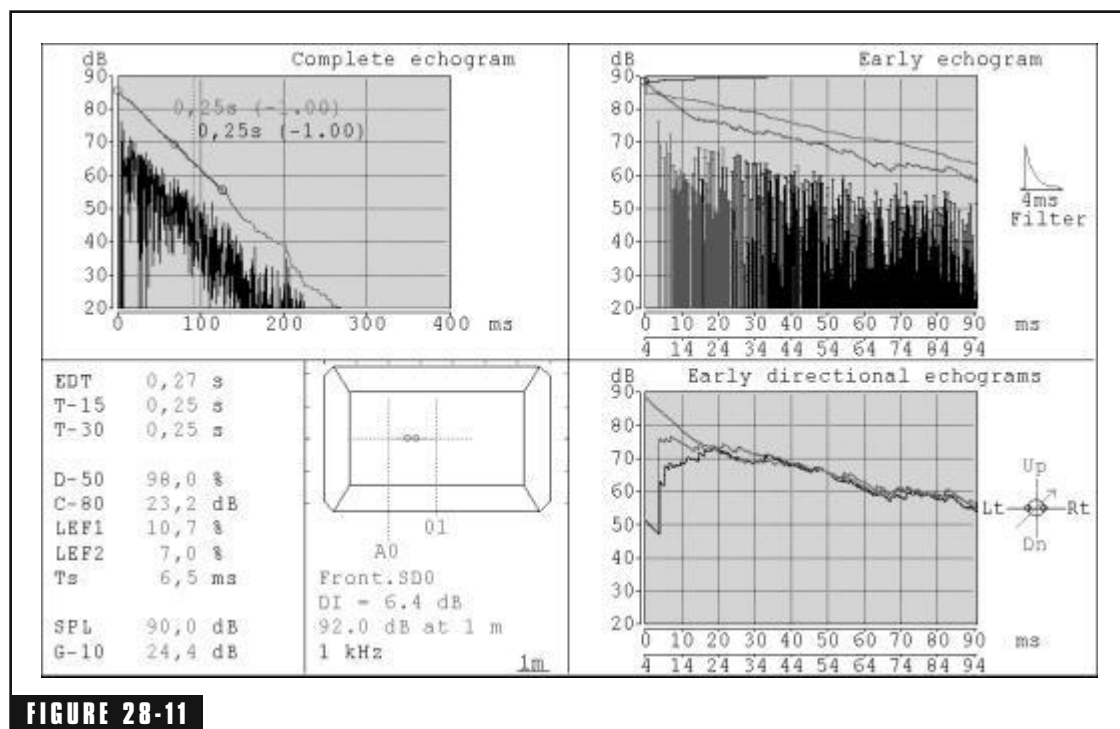 dB Complete echogram
90
80
70
60
50
40
30
20
0,25s (-1.00)
0,25s (-1.00)
0 100 200 300 400 ms
dB Early echogram
90
80
70
60
50
40
30
20
0 10 20 30 40 50 60 70 80 90 ms
4 14 24 34 44 54 64 74 84 94
4ms
Filter
EDT 0,27 s
T-15 0,25 s
T-30 0,25 s
D-50 98,0 %
C-80 23,2 dB
LEF1 10,7 %
LEF2 7,0 %
Ts 6,5 ms
SPL 90,0 dB
G-10 24,4 dB
01
A0
Front.SD0
DI = 6.4 dB
92.0 dB at 1 m
1 kHz 1m
dB Early directional echograms
90
80
70
60
50
40
30
20
0 10 20 30 40 50 60 70 80 90 ms
4 14 24 34 44 54 64 74 84 94
Up
Lt Rt
Dn
FIGURE 28-11